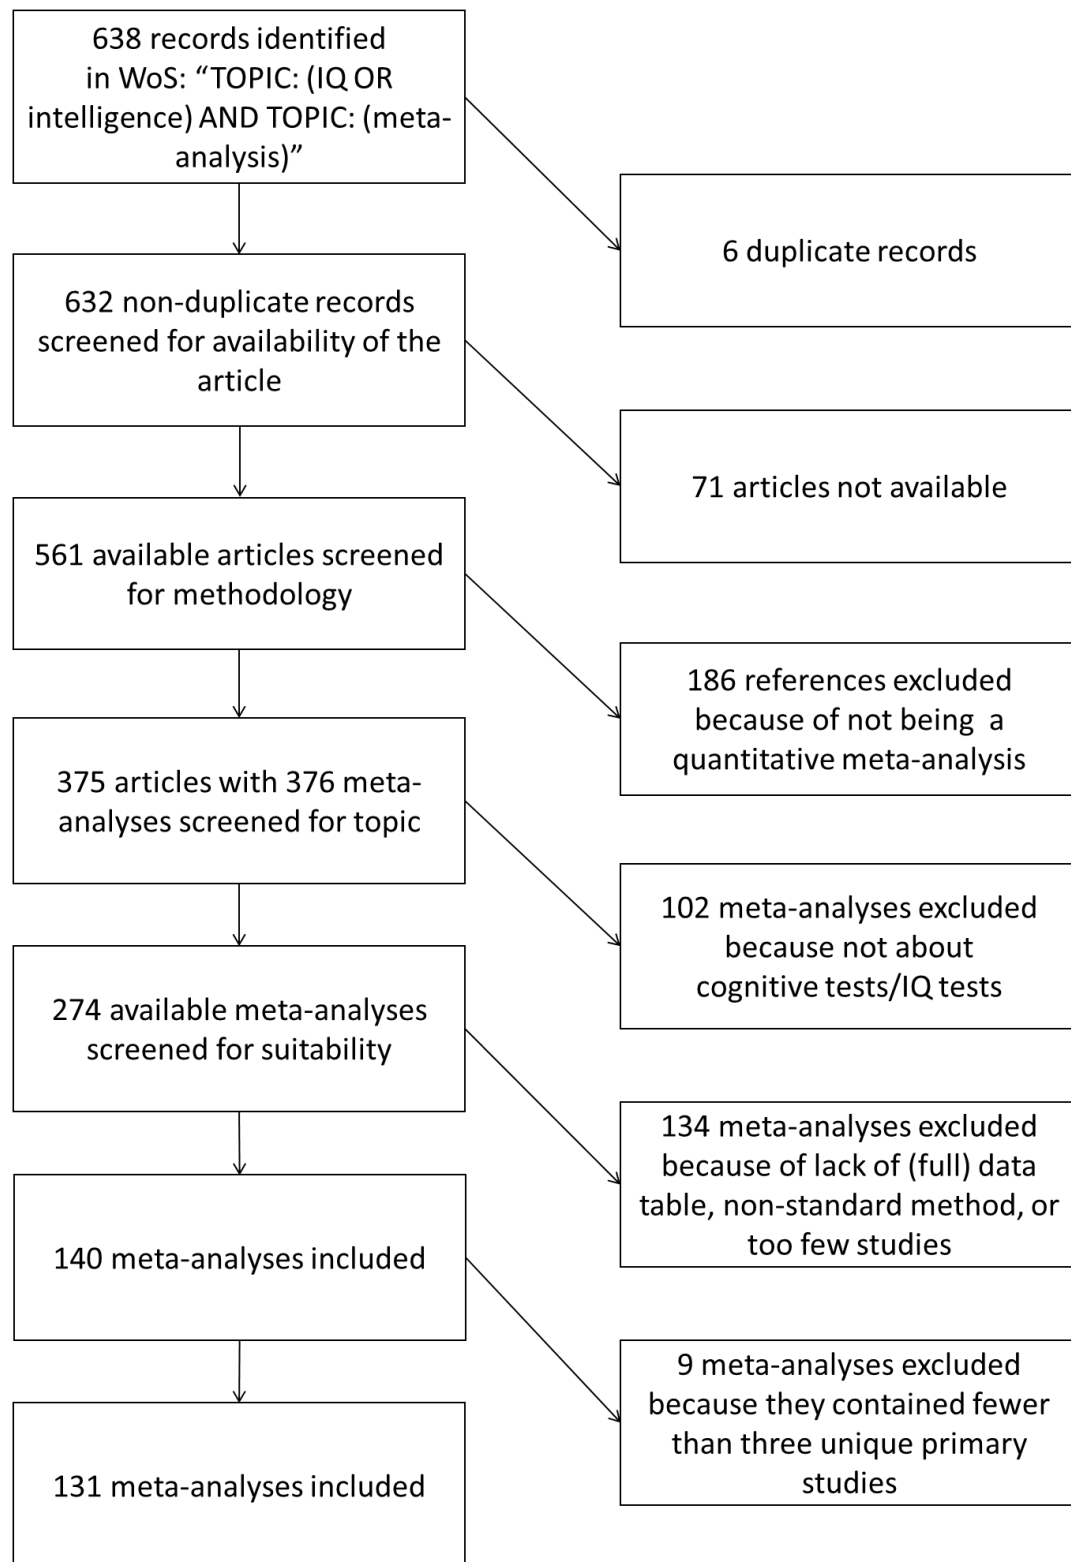 638 records identified
in WoS: “TOPIC: (IQ OR
intelligence) AND TOPIC: (meta-
analysis)”
6 duplicate records
632 non-duplicate records
screened for availability of the
article
71 articles not available
561 available articles screened
for methodology
186 references excluded
because of not being a
quantitative meta-analysis
375 articles with 376 meta-
analyses screened for topic
102 meta-analyses excluded
because not about
cognitive tests/IQ tests
274 available meta-analyses
screened for suitability
134 meta-analyses excluded
because of lack of (full) data
table, non-standard method, or
too few studies
140 meta-analyses included
9 meta-analyses excluded
because they contained fewer
than three unique primary
studies
131 meta-analyses included